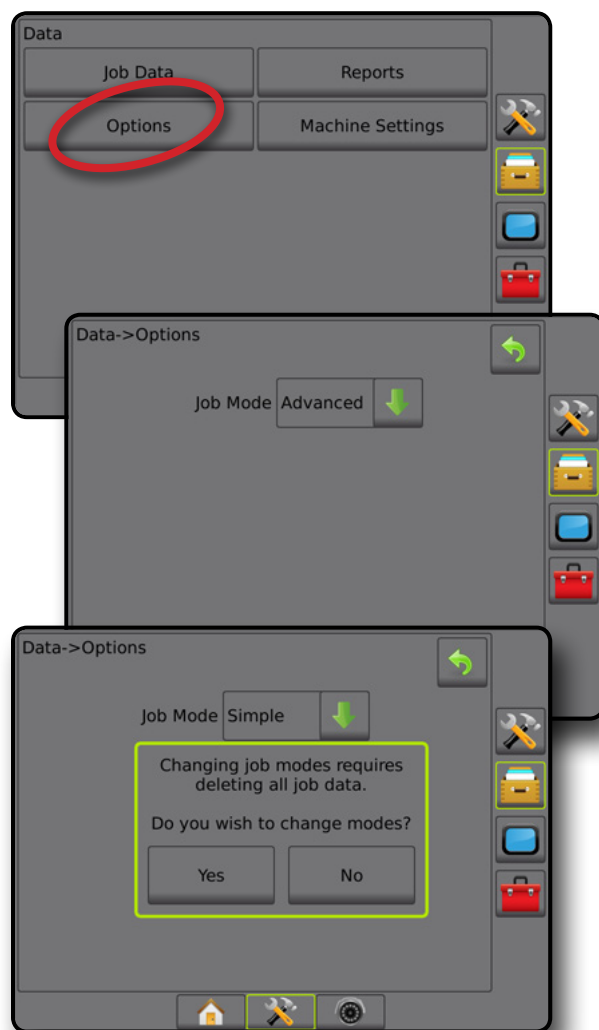 Data
Job Data Reports
Options Machine Settings
Data->Options
Job Mode Advanced
Data->Options
Job Mode Simple
Changing job modes requires
deleting all job data.
Do you wish to change modes?
Yes No